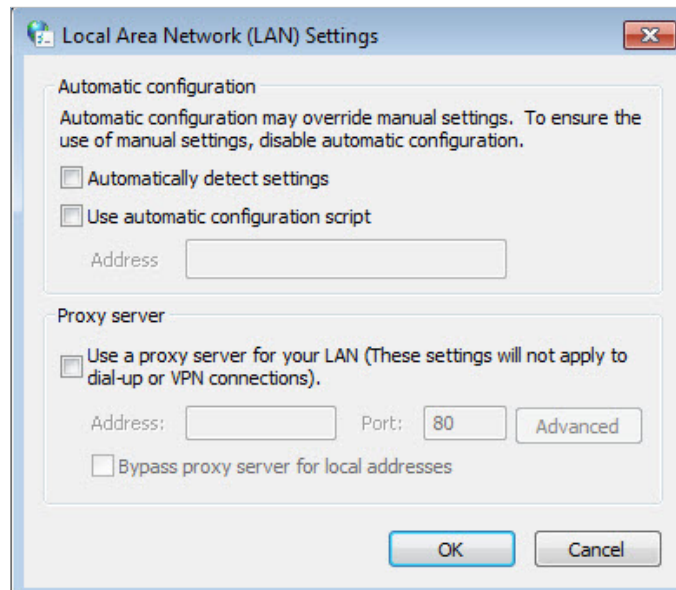 Local Area Network (LAN) Settings
Automatic configuration
Automatic configuration may override manual settings.  To ensure the
use of manual settings, disable automatic configuration.
Automatically detect settings
Use automatic configuration script
Address
Proxy server
Use a proxy server for your LAN (These settings will not apply to
dial-up or VPN connections).
Address: Port: 80 Advanced
Bypass proxy server for local addresses
OK Cancel